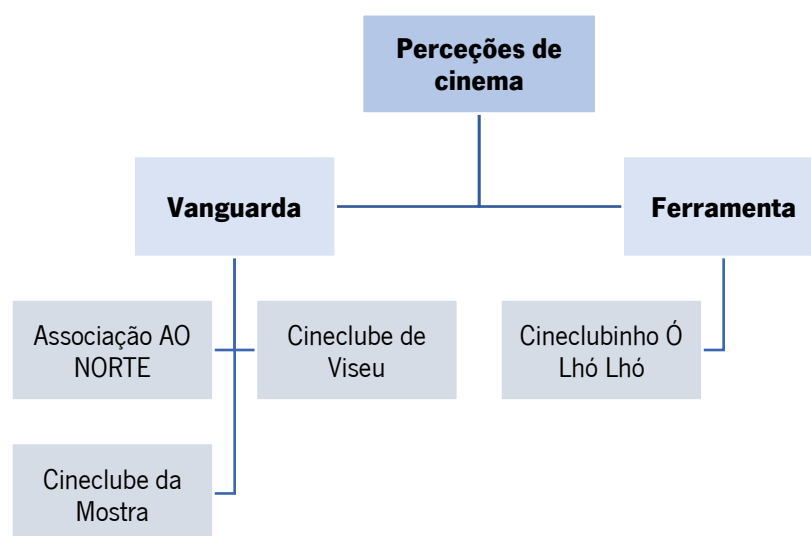 Perceções de
cinema
Vanguarda
Ferramenta
Associação AO
NORTE
Cineclube de
Viseu
Cineclubinho Ó
Lhó Lhó
Cineclube da
Mostra